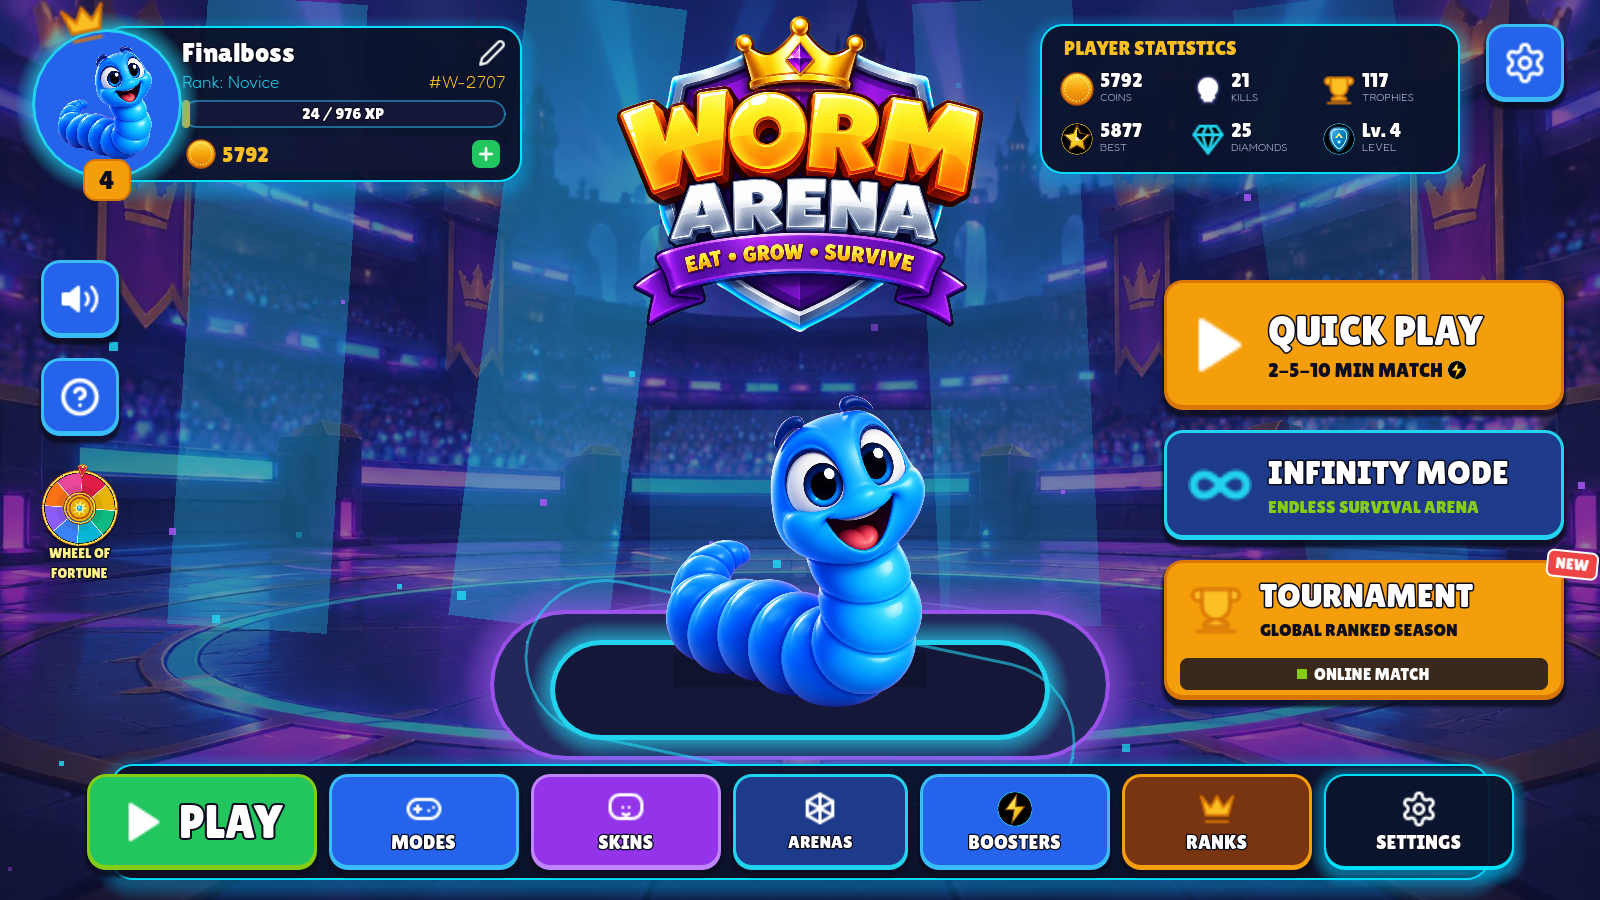 Finalboss
Rank: Novice
#W-2707
24 / 976 XP
5792
4
WORM
ARENA
EAT • GROW • SURVIVE
PLAYER STATISTICS
5792
COINS
21
KILLS
117
TROPHIES
5877
BEST
25
DIAMONDS
Lv. 4
LEVEL
WHEEL OF
FORTUNE
QUICK PLAY
2-5-10 MIN MATCH
INFINITY MODE
ENDLESS SURVIVAL ARENA
NEW
TOURNAMENT
GLOBAL RANKED SEASON
ONLINE MATCH
PLAY
MODES
SKINS
ARENAS
BOOSTERS
RANKS
SETTINGS